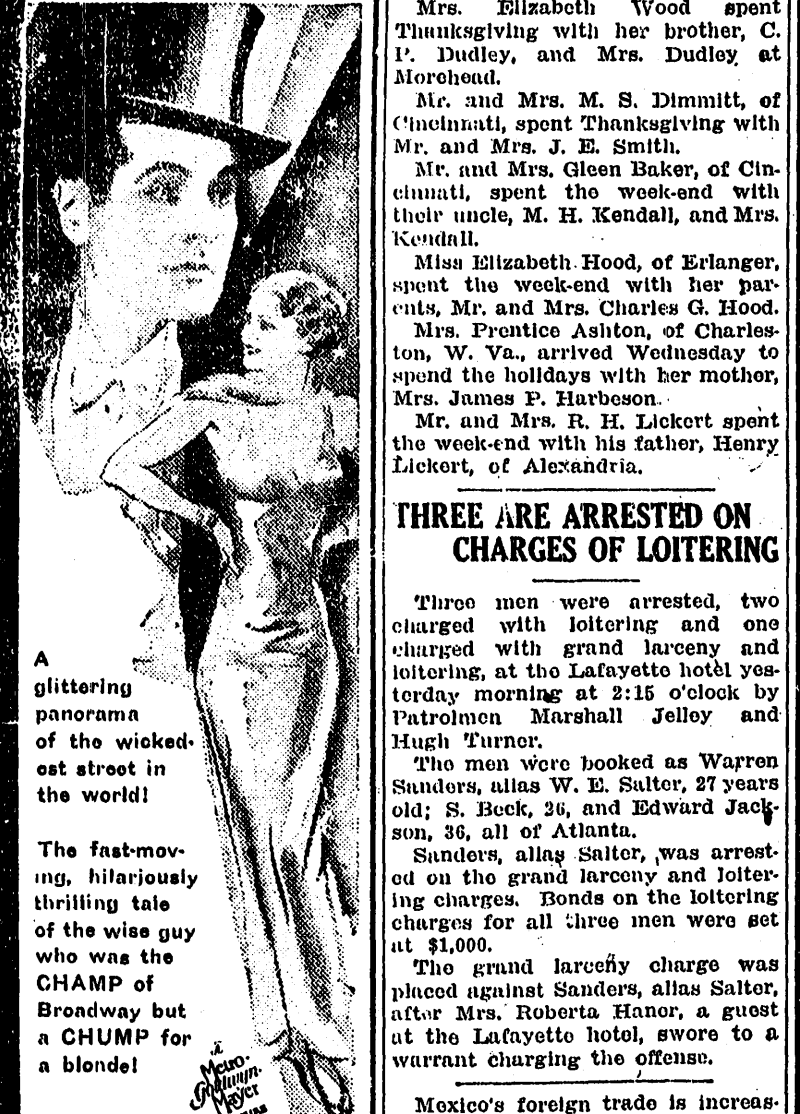 A
glittering
panorama
of the wicked-
est street in
the world!
The fast-mov-
ing, hilariously
thrilling tale
of the wise guy
who was the
CHAMP of
Broadway but
a CHUMP for
a blonde!
A
Metro-
Goldwyn-
Mayer
Mrs. Elizabeth Wood spent
Thanksgiving with her brother, C.
P. Dudley, and Mrs. Dudley at
Morehead.
Mr. and Mrs. M. S. Dimmitt, of
Cincinnati, spent Thanksgiving with
Mr. and Mrs. J. E. Smith.
Mr. and Mrs. Gleen Baker, of Cin-
cinnati, spent the week-end with
their uncle, M. H. Kendall, and Mrs.
Kendall.
Miss Elizabeth Hood, of Erlanger,
spent the week-end with her par-
ents, Mr. and Mrs. Charles G. Hood.
Mrs. Prentice Ashton, of Charles-
ton, W. Va., arrived Wednesday to
spend the holidays with her mother,
Mrs. James P. Harbeson.
Mr. and Mrs. R. H. Lickert spent
the week-end with his father, Henry
Lickert, of Alexandria.
THREE ARE ARRESTED ON
CHARGES OF LOITERING
Three men were arrested, two
charged with loitering and one
charged with grand larceny and
loitering, at the Lafayette hotel yes-
terday morning at 2:15 o'clock by
Patrolmen Marshall Jelley and
Hugh Turner.
The men were booked as Warren
Sanders, alias W. E. Salter, 27 years
old; S. Beck, 26, and Edward Jack-
son, 36, all of Atlanta.
Sanders, alias Salter, was arrest-
ed on the grand larceny and loiter-
ing charges. Bonds on the loitering
charges for all three men were set
at $1,000.
The grand larceny charge was
placed against Sanders, alias Salter,
after Mrs. Roberta Hanor, a guest
at the Lafayette hotel, swore to a
warrant charging the offense.
Mexico's foreign trade is increas-